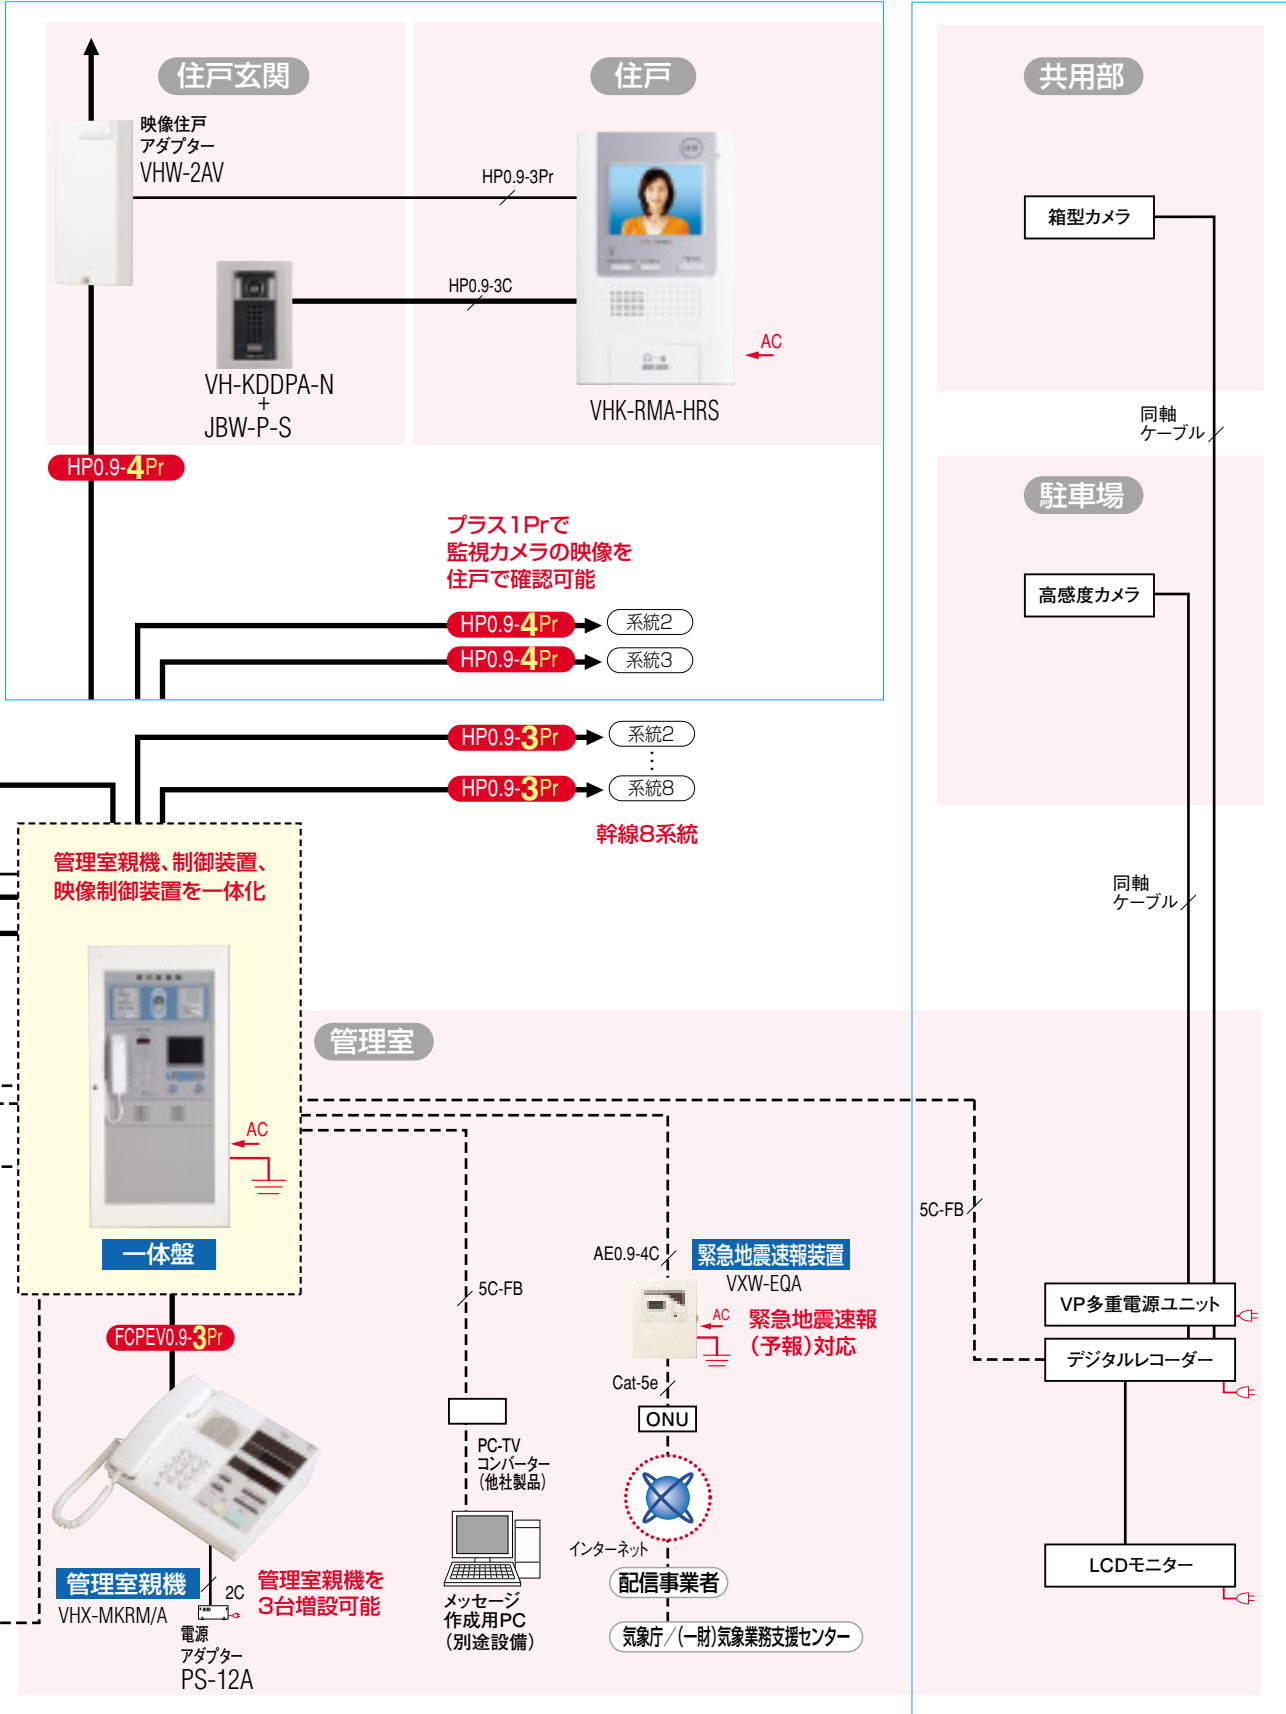 住戸玄関
住戸
共用部
映像住戸
アダプター
VHW-2AV
HP0.9-3Pr
箱型カメラ
HP0.9-3C
AC
VH-KDDPA-N
+
JBW-P-S
VHK-RMA-HRS
同軸
ケーブル
HP0.9-4Pr
駐車場
プラス1Prで
監視カメラの映像を
住戸で確認可能
高感度カメラ
HP0.9-4Pr
系統2
HP0.9-4Pr
系統3
HP0.9-3Pr
系統2
HP0.9-3Pr
系統8
幹線8系統
管理室親機、制御装置、
映像制御装置を一体化
同軸
ケーブル
管理室
AC
一体盤
5C-FB
AE0.9-4C
緊急地震速報装置
VXW-EQA
5C-FB
AC
緊急地震速報
(予報)対応
VP多重電源ユニット
FCPEV0.9-3Pr
デジタルレコーダー
Cat-5e
ONU
PC-TV
コンバーター
(他社製品)
インターネット
LCDモニター
管理室親機
VHX-MKRM/A
2C
管理室親機を
3台増設可能
配信事業者
メッセージ
作成用PC
(別途設備)
気象庁/(一財)気象業務支援センター
電源
アダプター
PS-12A